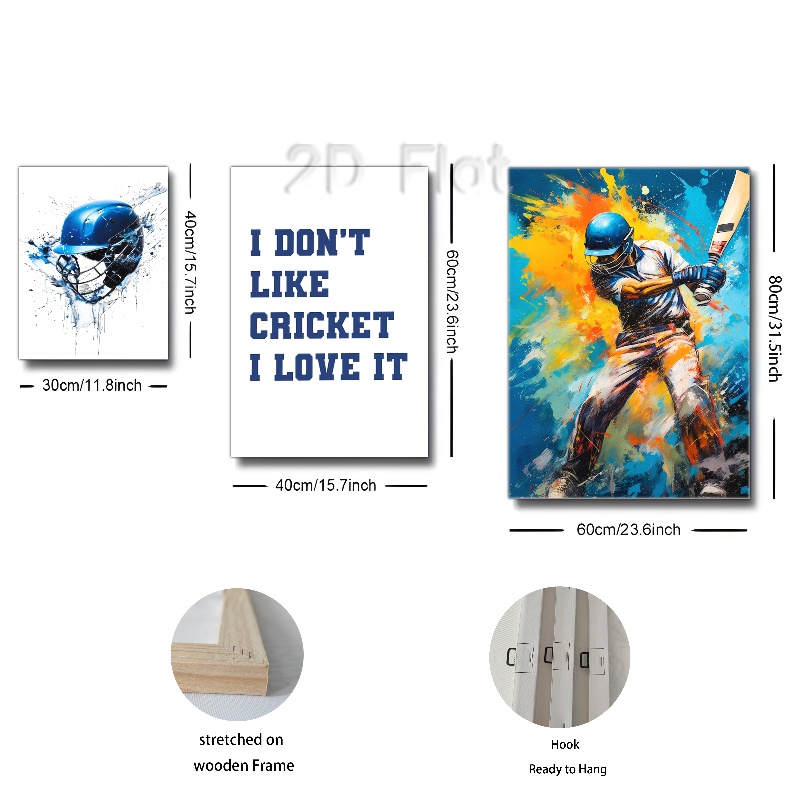 2D Flat
I DON'T
LIKE
CRICKET
I LOVE IT
40cm/15.7inch
30cm/11.8inch
60cm/23.6inch
40cm/15.7inch
80cm/31.5inch
60cm/23.6inch
stretched on
wooden Frame
Hook
Ready to Hang